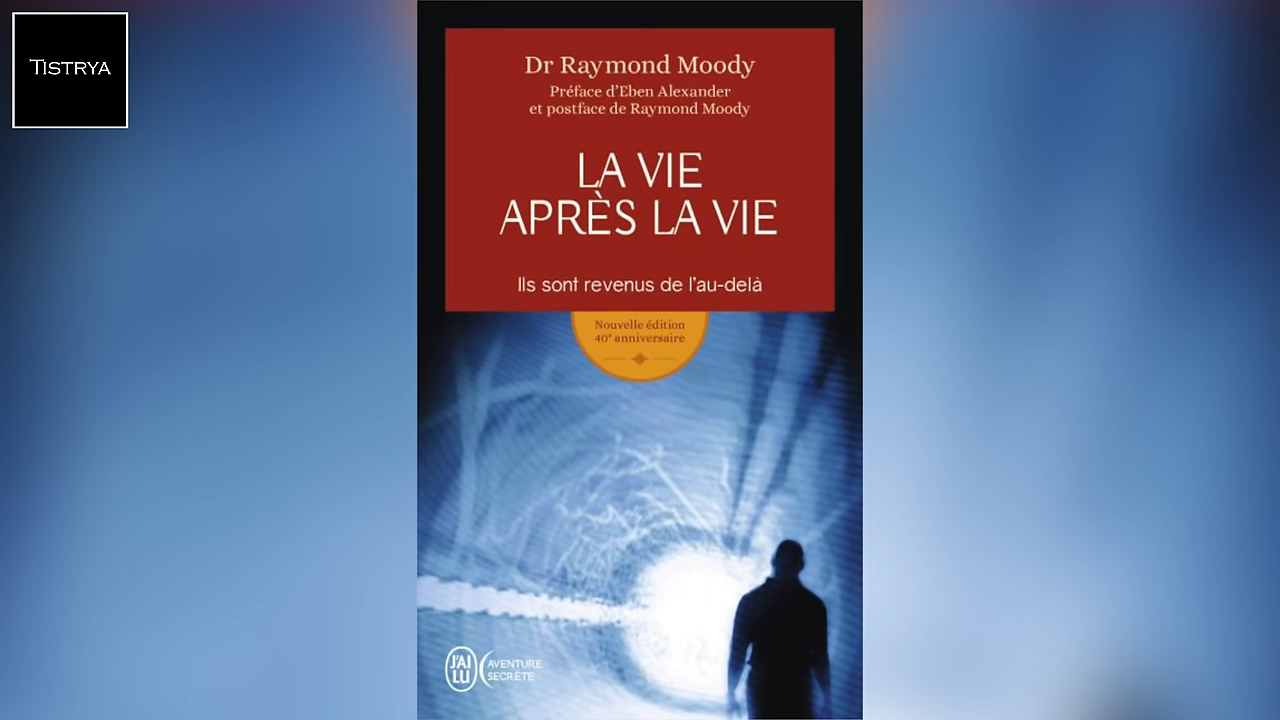 TISTRYA
Dr Raymond Moody
Préface d'Eben Alexander
et postface de Raymond Moody
LA VIE
APRÈS LA VIE
Ils sont revenus de l'au-delà
Nouvelle édition
40e anniversaire
J'AI
LU
AVENTURE
SECRÈTE